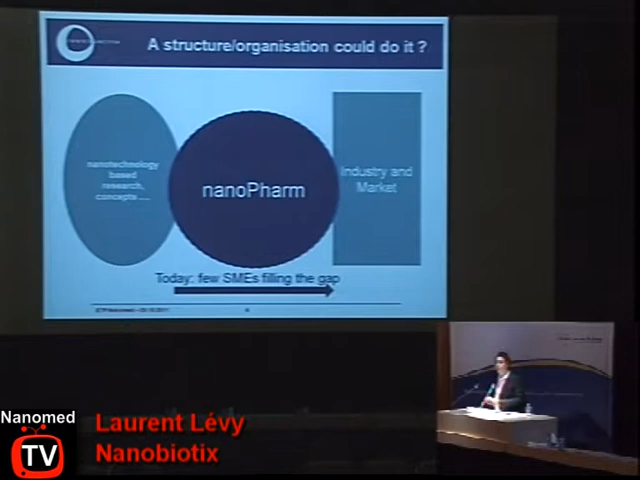 A structure/organisation could do it ?
nanotechnology
based
research,
concepts....
nanoPharm
Industry and
Market
Today: few SMEs filling the gap
Nanomed
TV
Laurent Lévy
Nanobiotix